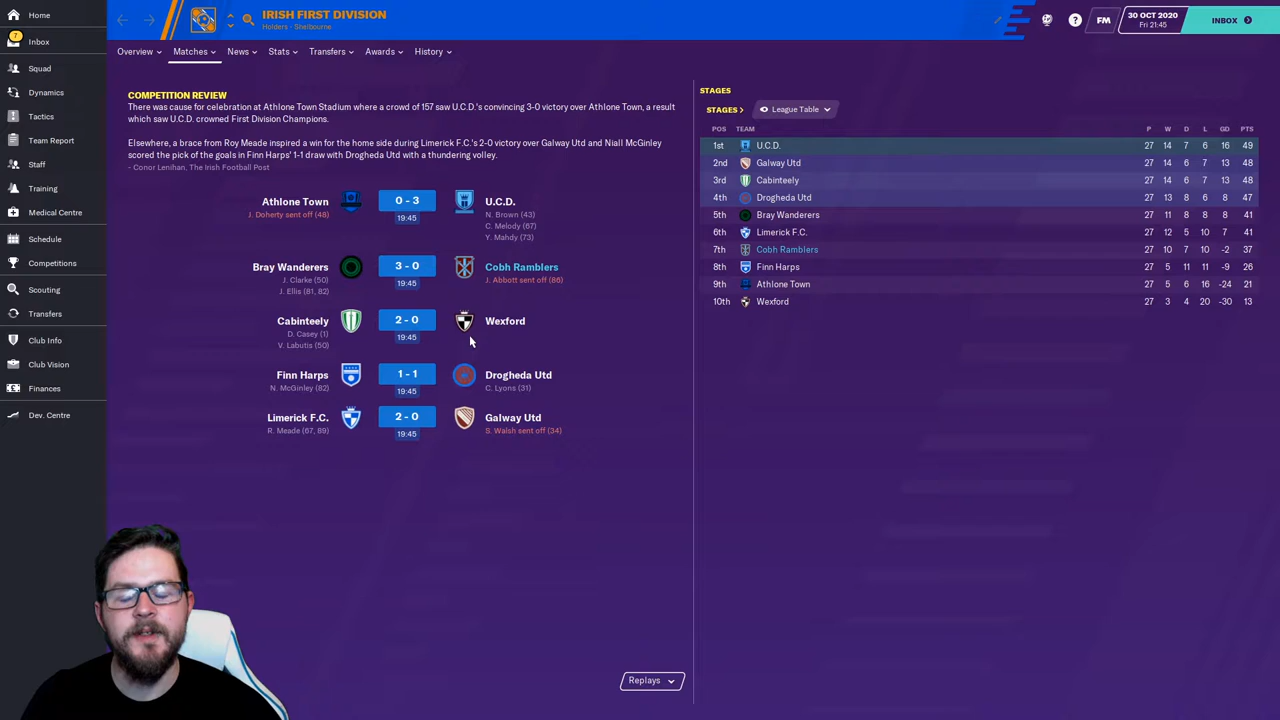 Home
7
Inbox
Squad
Dynamics
Tactics
Team Report
Staff
Training
Medical Centre
Schedule
Competitions
Scouting
Transfers
Club Info
Club Vision
Finances
Dev. Centre
IRISH FIRST DIVISION
Holders - Shelbourne
?
FM
30 OCT 2020
Fri 21:45
INBOX
Overview
Matches
News
Stats
Transfers
Awards
History
COMPETITION REVIEW
There was cause for celebration at Athlone Town Stadium where a crowd of 157 saw U.C.D.'s convincing 3-0 victory over Athlone Town, a result
which saw U.C.D. crowned First Division Champions.
Elsewhere, a brace from Roy Meade inspired a win for the home side during Limerick F.C.'s 2-0 victory over Galway Utd and Niall McGinley
scored the pick of the goals in Finn Harps' 1-1 draw with Drogheda Utd with a thundering volley.
- Conor Lenihan, The Irish Football Post
Athlone Town 0 - 3 U.C.D.
J. Doherty sent off (48) 19:45 N. Brown (43)
C. Melody (67)
Y. Mahdy (73)
Bray Wanderers 3 - 0 Cobh Ramblers
J. Clarke (50) 19:45 J. Abbott sent off (86)
J. Ellis (81, 82)
Cabinteely 2 - 0 Wexford
D. Casey (1) 19:45
V. Labutis (50)
Finn Harps 1 - 1 Drogheda Utd
N. McGinley (82) 19:45 C. Lyons (31)
Limerick F.C. 2 - 0 Galway Utd
R. Meade (67, 89) 19:45 S. Walsh sent off (34)
Replays
STAGES
STAGES > League Table
POS TEAM P W D L GD PTS
1st U.C.D. 27 14 7 6 16 49
2nd Galway Utd 27 14 6 7 13 48
3rd Cabinteely 27 14 6 7 13 48
4th Drogheda Utd 27 13 8 6 8 47
5th Bray Wanderers 27 11 8 8 8 41
6th Limerick F.C. 27 12 5 10 7 41
7th Cobh Ramblers 27 10 7 10 -2 37
8th Finn Harps 27 5 11 11 -9 26
9th Athlone Town 27 5 6 16 -24 21
10th Wexford 27 3 4 20 -30 13